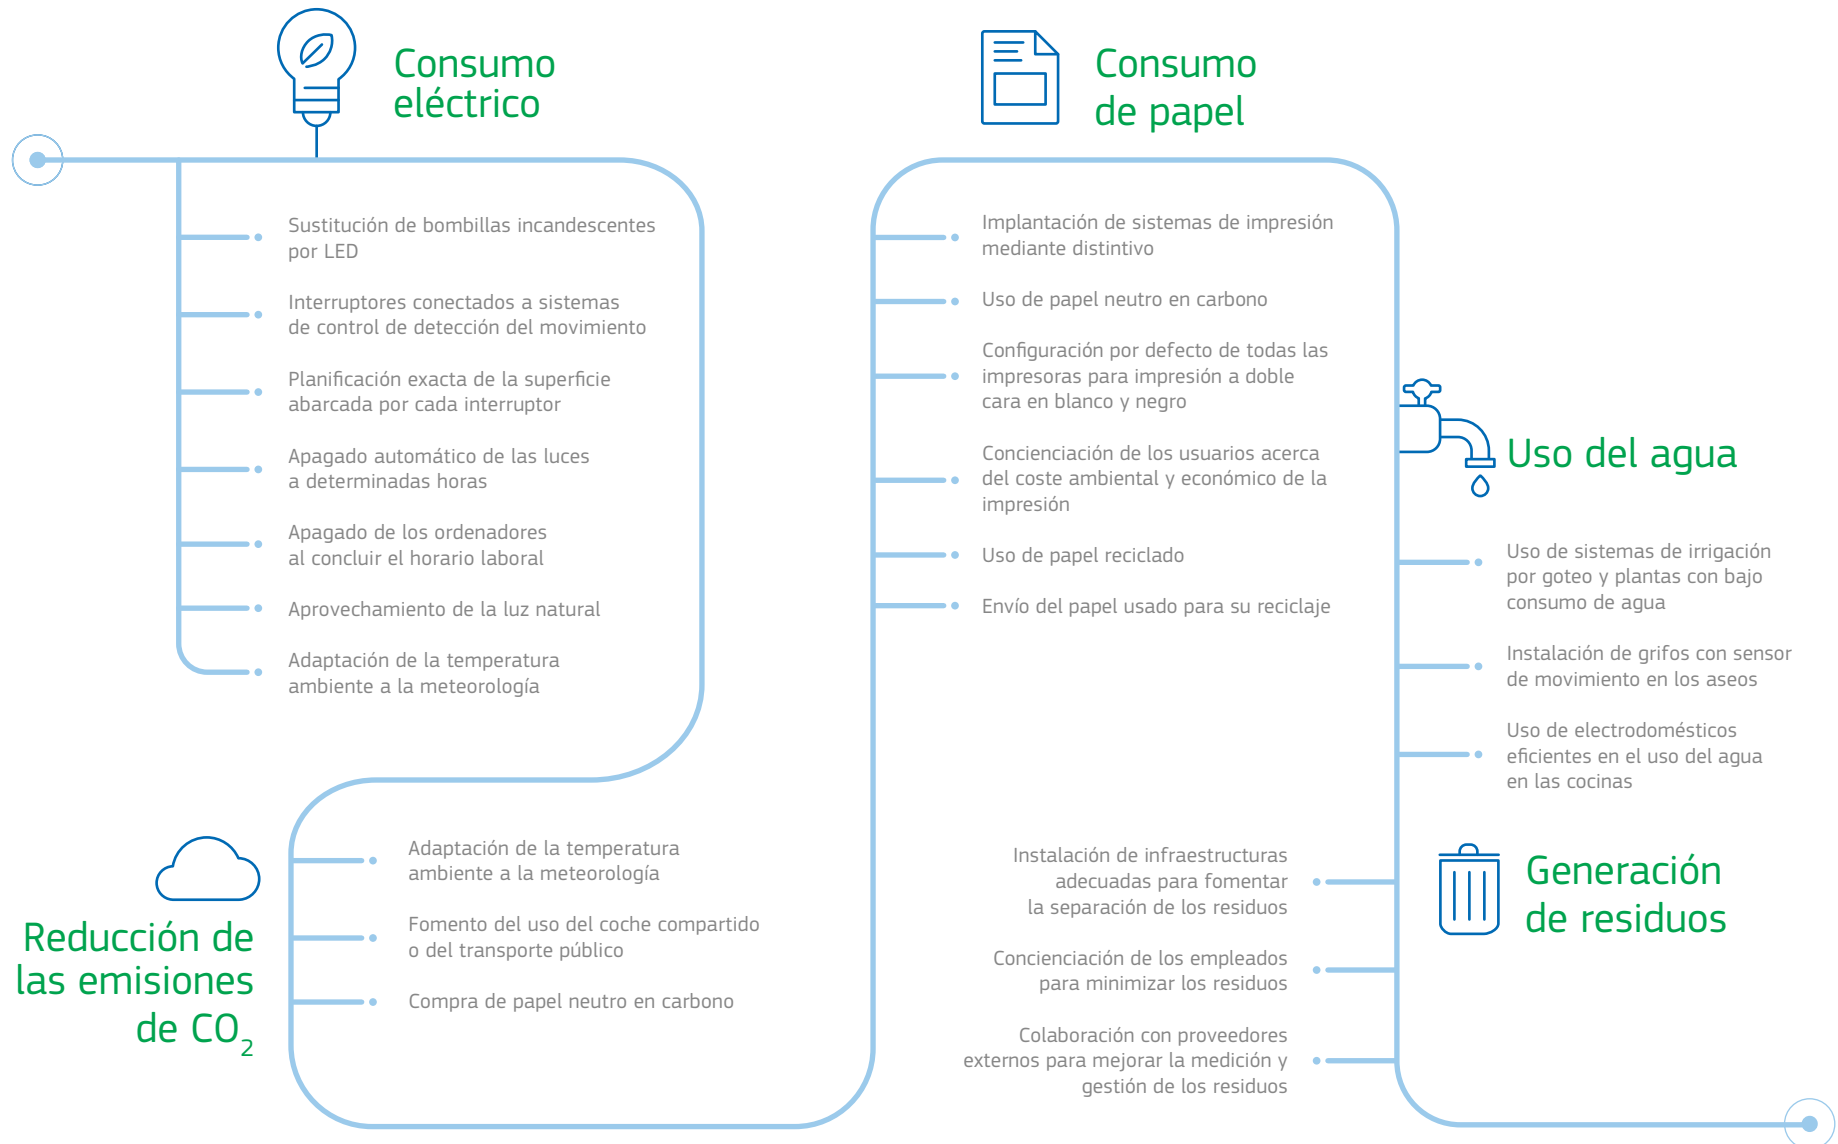 Consumo
eléctrico
Sustitución de bombillas incandescentes
por LED
Interruptores conectados a sistemas
de control de detección del movimiento
Planificación exacta de la superficie
abarcada por cada interruptor
Apagado automático de las luces
a determinadas horas
Apagado de los ordenadores
al concluir el horario laboral
Aprovechamiento de la luz natural
Adaptación de la temperatura
ambiente a la meteorología
Reducción de
las emisiones
de CO₂
Adaptación de la temperatura
ambiente a la meteorología
Fomento del uso del coche compartido
o del transporte público
Compra de papel neutro en carbono
Consumo
de papel
Implantación de sistemas de impresión
mediante distintivo
Uso de papel neutro en carbono
Configuración por defecto de todas las
impresoras para impresión a doble
cara en blanco y negro
Concienciación de los usuarios acerca
del coste ambiental y económico de la
impresión
Uso de papel reciclado
Envío del papel usado para su reciclaje
Uso del agua
Uso de sistemas de irrigación
por goteo y plantas con bajo
consumo de agua
Instalación de grifos con sensor
de movimiento en los aseos
Uso de electrodomésticos
eficientes en el uso del agua
en las cocinas
Generación
de residuos
Instalación de infraestructuras
adecuadas para fomentar
la separación de los residuos
Concienciación de los empleados
para minimizar los residuos
Colaboración con proveedores
externos para mejorar la medición y
gestión de los residuos